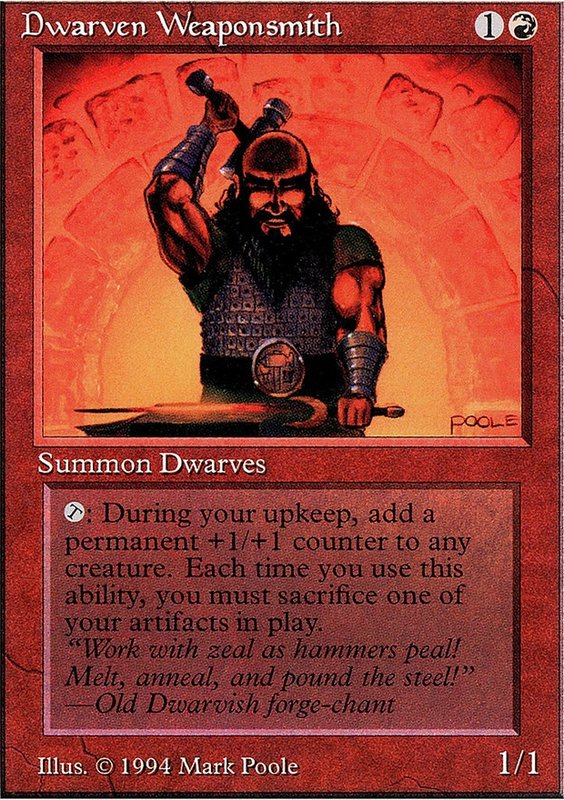 Dwarven Weaponsmith 1
POOLE
Summon Dwarves
T: During your upkeep, add a
permanent +1/+1 counter to any
creature. Each time you use this
ability, you must sacrifice one of
your artifacts in play.
“Work with zeal as hammers peal!
Melt, anneal, and pound the steel!”
—Old Dwarvish forge-chant
Illus. © 1994 Mark Poole 1/1